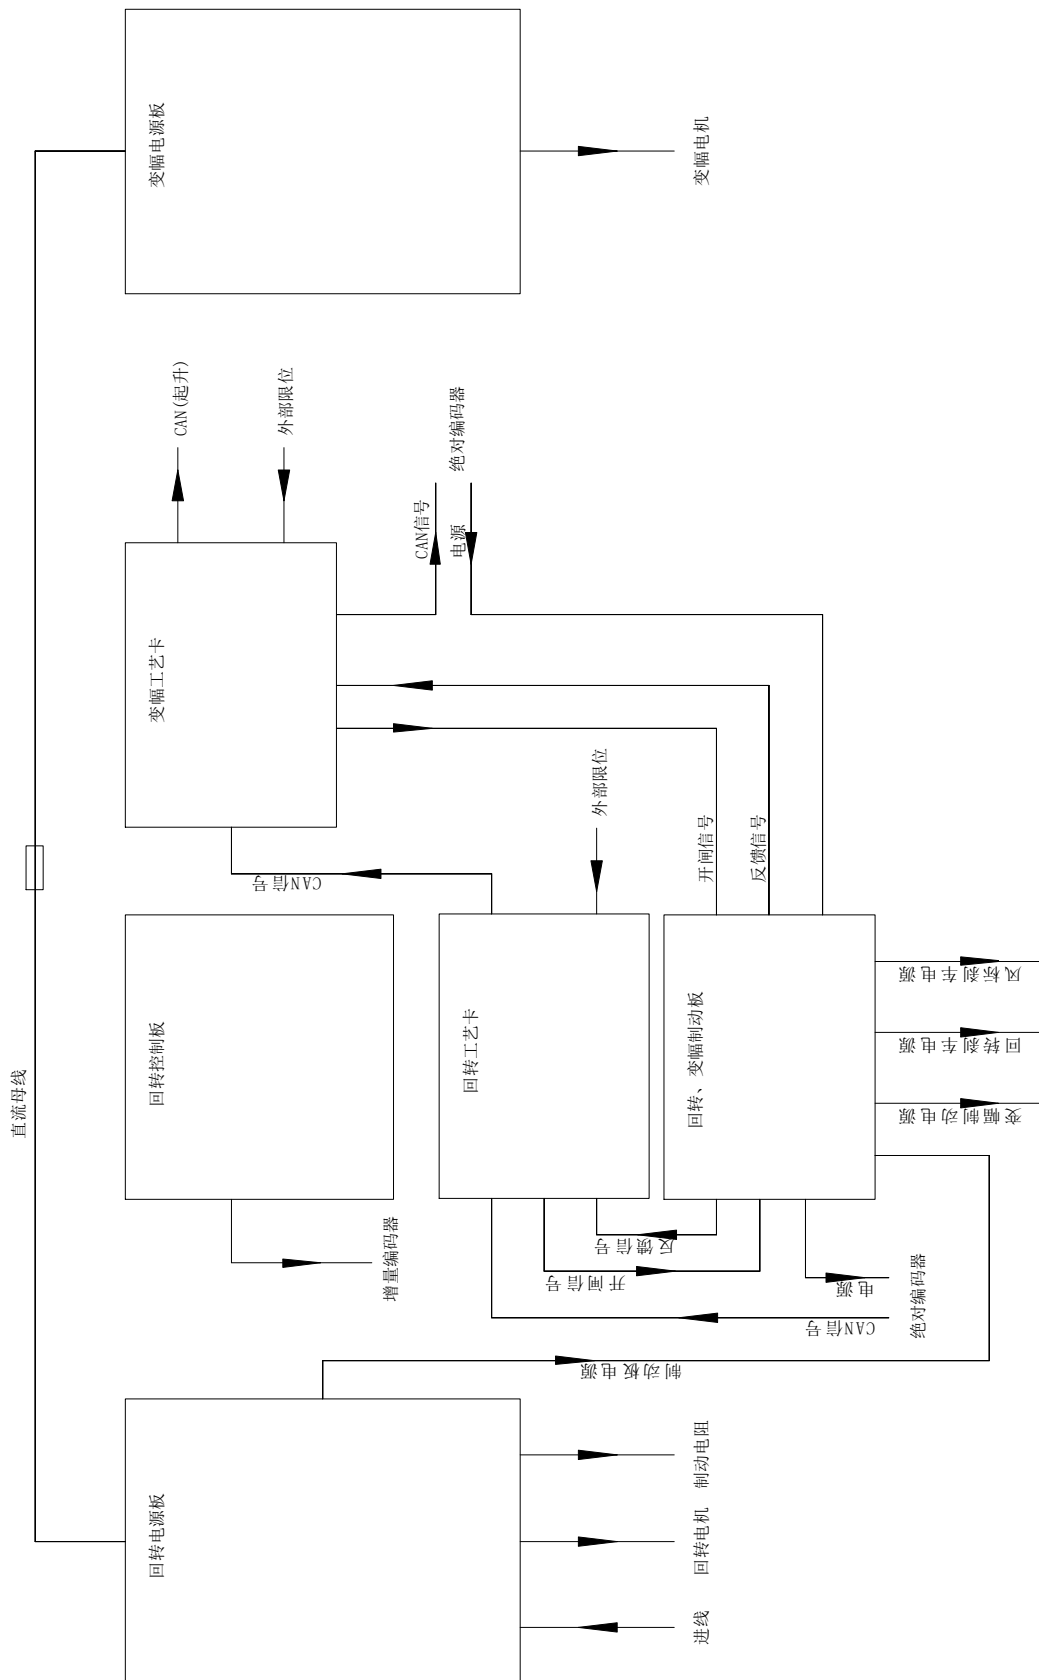 直流母线
回转电源板
回转控制板
变幅工艺卡
变幅电源板
CAN(起升)
外部限位
CAN信号
电源
绝对编码器
CAN信号
外部限位
回转工艺卡
开闸信号
反馈信号
回转、变幅制动板
增量编码器
反馈信号
开闸信号
电源
CAN信号
绝对编码器
制动板电源
风标刹车电源
回转刹车电源
变幅制动电源
进线
回转电机
制动电阻
变幅电机